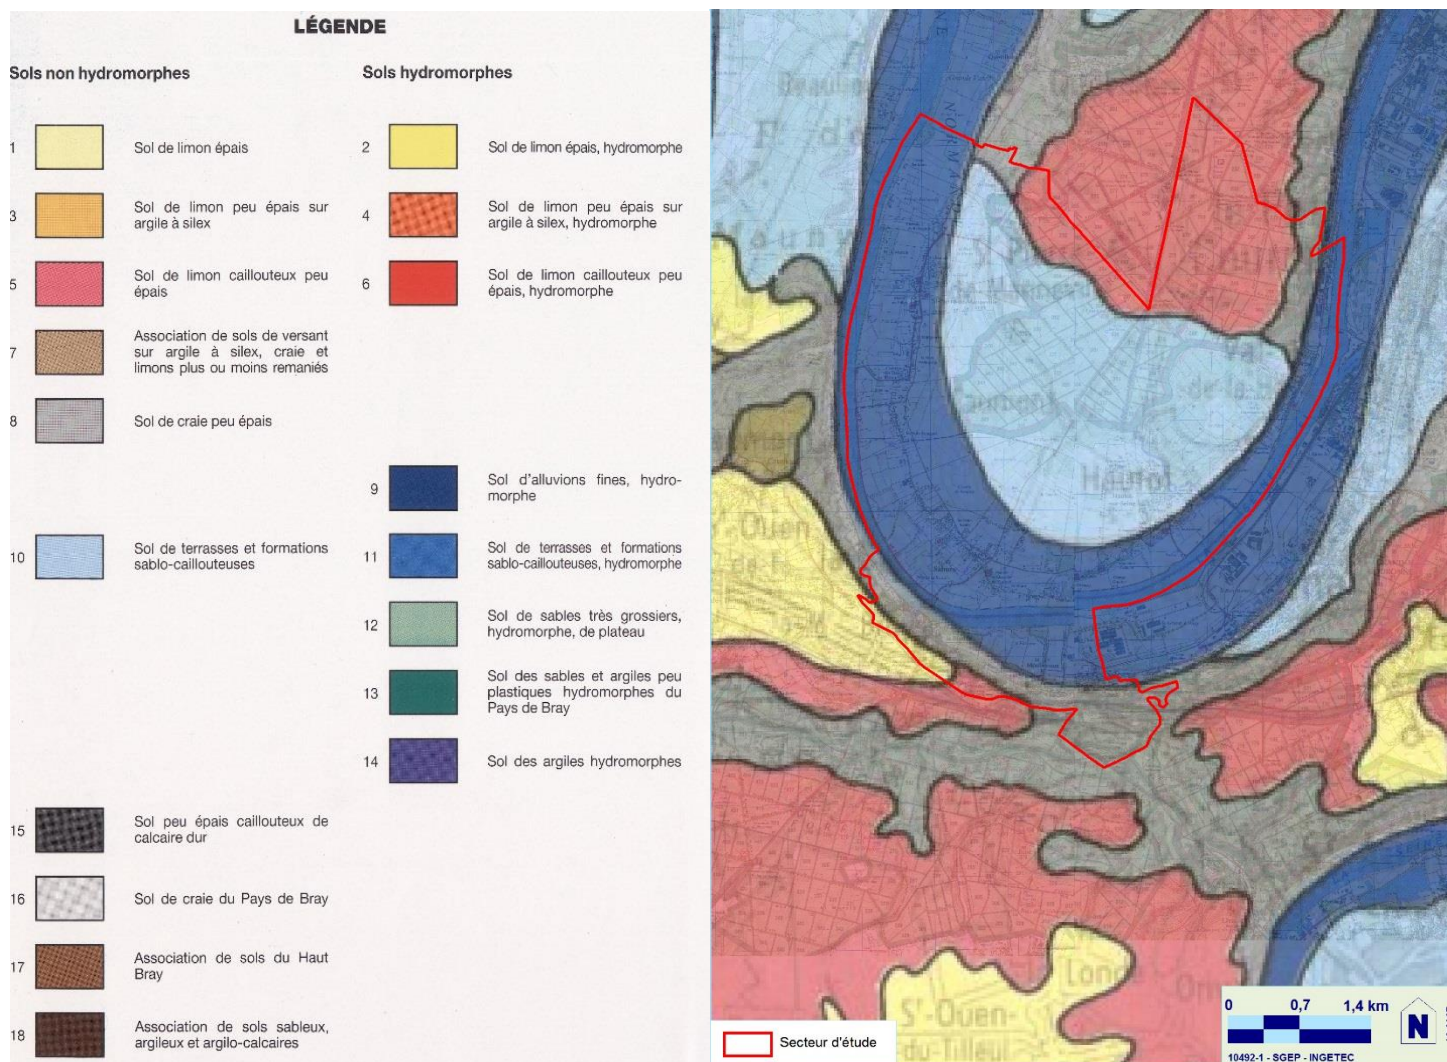 LÉGENDE
Sols non hydromorphes
1 Sol de limon épais
3 Sol de limon peu épais sur
argile à silex
5 Sol de limon caillouteux peu
épais
7 Association de sols de versant
sur argile à silex, craie et
limons plus ou moins remaniés
8 Sol de craie peu épais
10 Sol de terrasses et formations
sablo-caillouteuses
15 Sol peu épais caillouteux de
calcaire dur
16 Sol de craie du Pays de Bray
17 Association de sols du Haut
Bray
18 Association de sols sableux,
argileux et argilo-calcaires
Sols hydromorphes
2 Sol de limon épais, hydromorphe
4 Sol de limon peu épais sur
argile à silex, hydromorphe
6 Sol de limon caillouteux peu
épais, hydromorphe
9 Sol d'alluvions fines, hydro-
morphe
11 Sol de terrasses et formations
sablo-caillouteuses, hydromorphe
12 Sol de sables très grossiers,
hydromorphe, de plateau
13 Sol des sables et argiles peu
plastiques hydromorphes du
Pays de Bray
14 Sol des argiles hydromorphes
Hautot
Ouen
Londe
S'-Ouen-
du-Tilleul
Secteur d'étude
0 0,7 1,4 km
N
10492-1 - SGEP - INGETEC